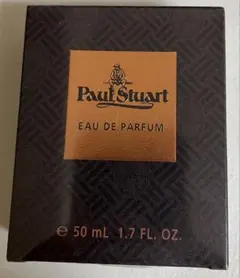 Paul Stuart
EAU DE PARFUM
℮ 50 mL 1.7 FL. OZ.